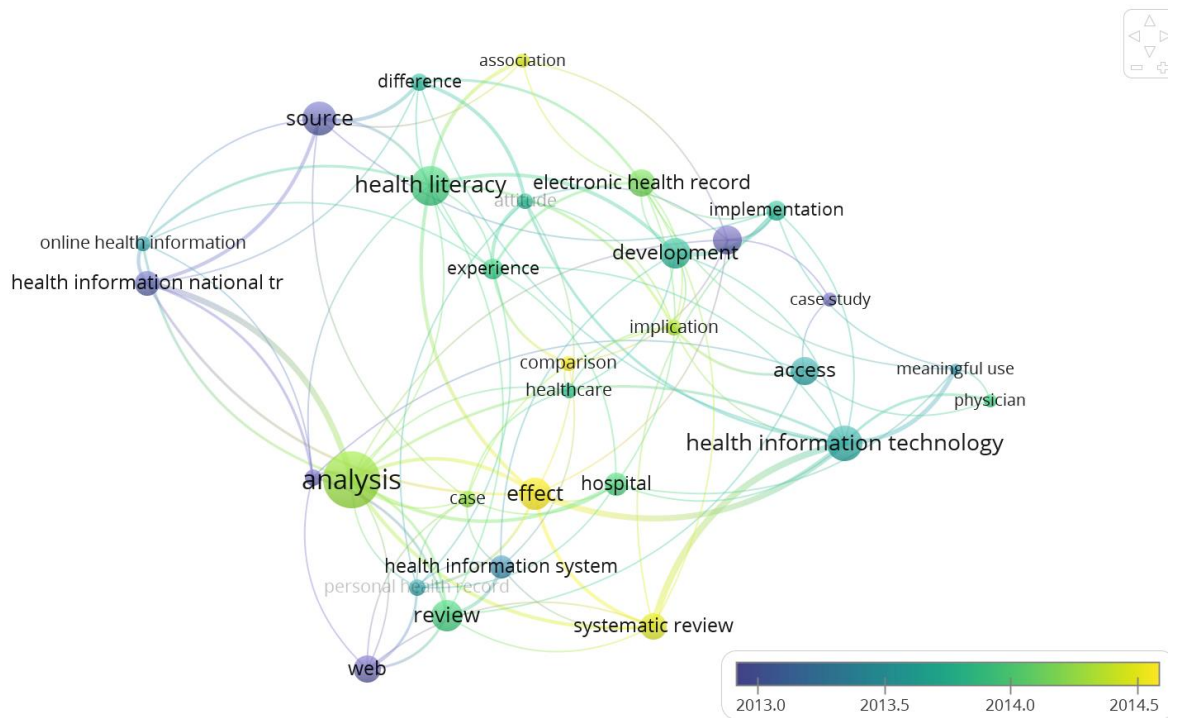 association
difference
source
health literacy
electronic health record
attitude
implementation
online health information
development
experience
health information national tr
case study
implication
comparison
access
meaningful use
healthcare
physician
health information technology
analysis
case
effect
hospital
health information system
personal health record
review
systematic review
web
2013.0
2013.5
2014.0
2014.5